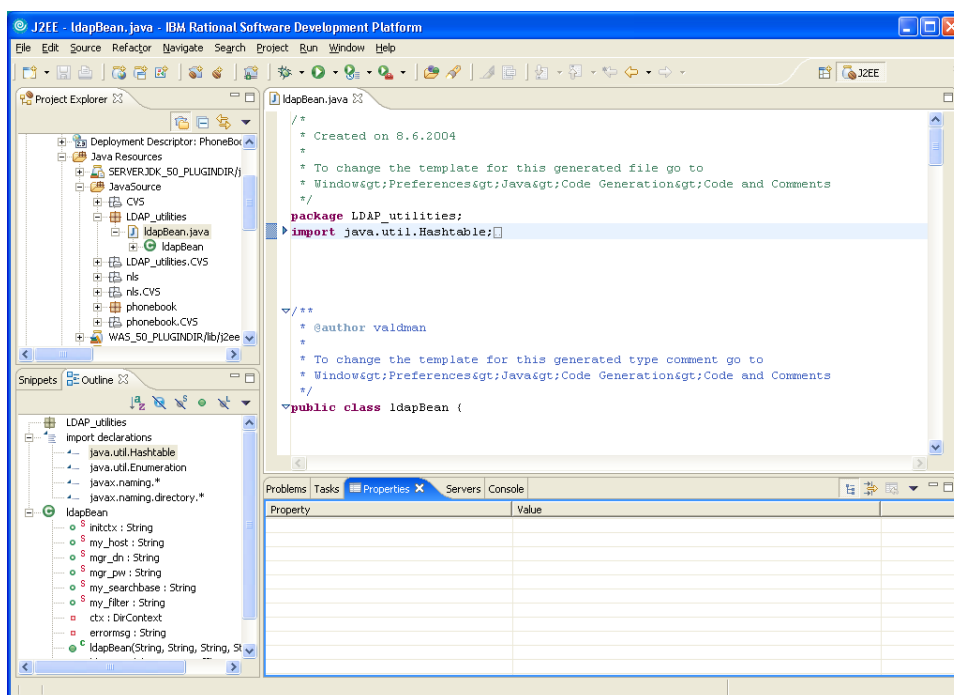 J2EE - ldapBean.java - IBM Rational Software Development Platform
File Edit Source Refactor Navigate Search Project Run Window Help
J2EE
Project Explorer
Deployment Descriptor: PhoneBoo
Java Resources
SERVERJDK_50_PLUGINDIR/j
JavaSource
CVS
LDAP_utilities
ldapBean.java
ldapBean
LDAP_utilities.CVS
nls
nls.CVS
phonebook
phonebook.CVS
WAS_50_PLUGINDIR/lib/j2ee
Snippets Outline
LDAP_utilities
import declarations
java.util.Hashtable
java.util.Enumeration
javax.naming.*
javax.naming.directory.*
ldapBean
initctx : String
my_host : String
mgr_dn : String
mgr_pw : String
my_searchbase : String
my_filter : String
ctx : DirContext
errormsg : String
ldapBean(String, String, String, St
ldapBean.java
/*
* Created on 8.6.2004
*
* To change the template for this generated file go to
* Window&gt;Preferences&gt;Java&gt;Code Generation&gt;Code and Comments
*/
package LDAP_utilities;
import java.util.Hashtable;
/**
* @author valdman
*
* To change the template for this generated type comment go to
* Window&gt;Preferences&gt;Java&gt;Code Generation&gt;Code and Comments
*/
public class ldapBean {
Problems Tasks Properties Servers Console
Property Value